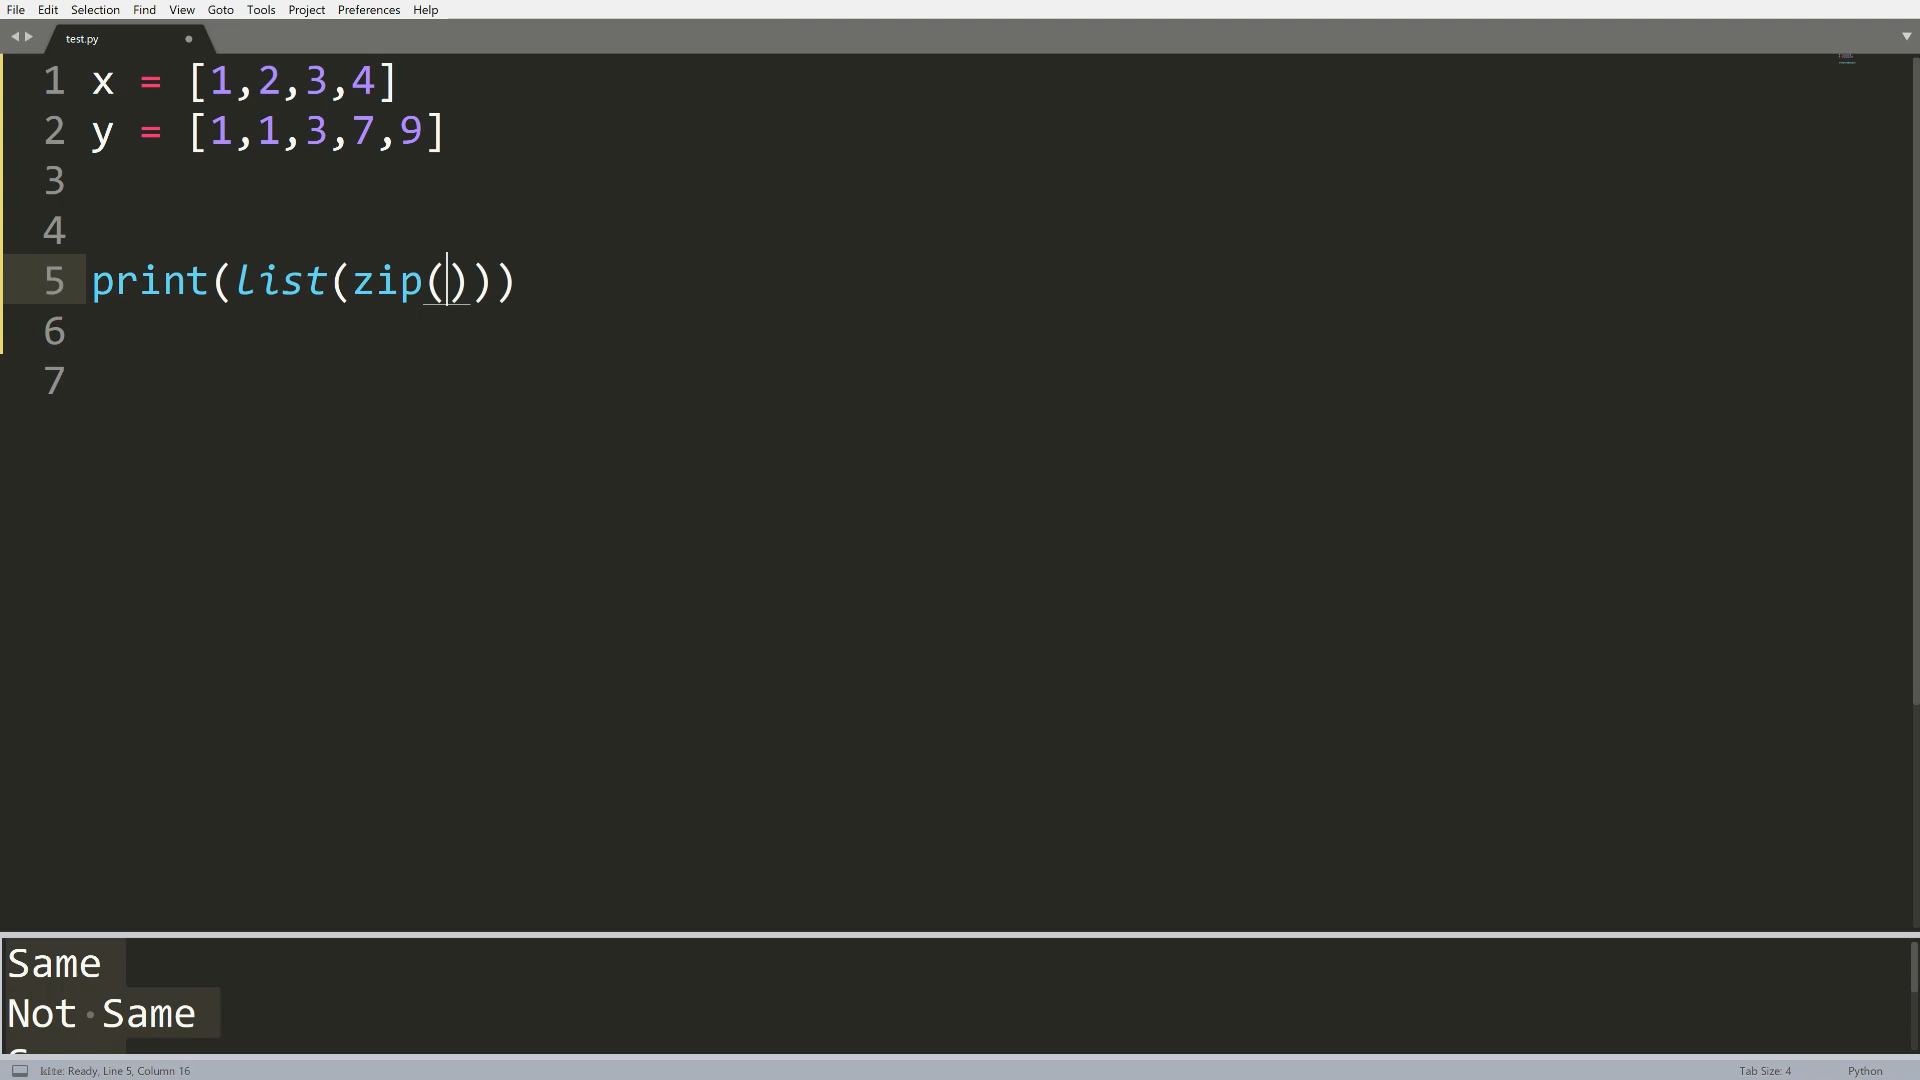 File Edit Selection Find View Goto Tools Project Preferences Help
test.py
1 x = [1,2,3,4]
2 y = [1,1,3,7,9]
3
4
5 print(list(zip()))
6
7
Same
Not·Same
kite: Ready, Line 5, Column 16 Tab Size: 4 Python